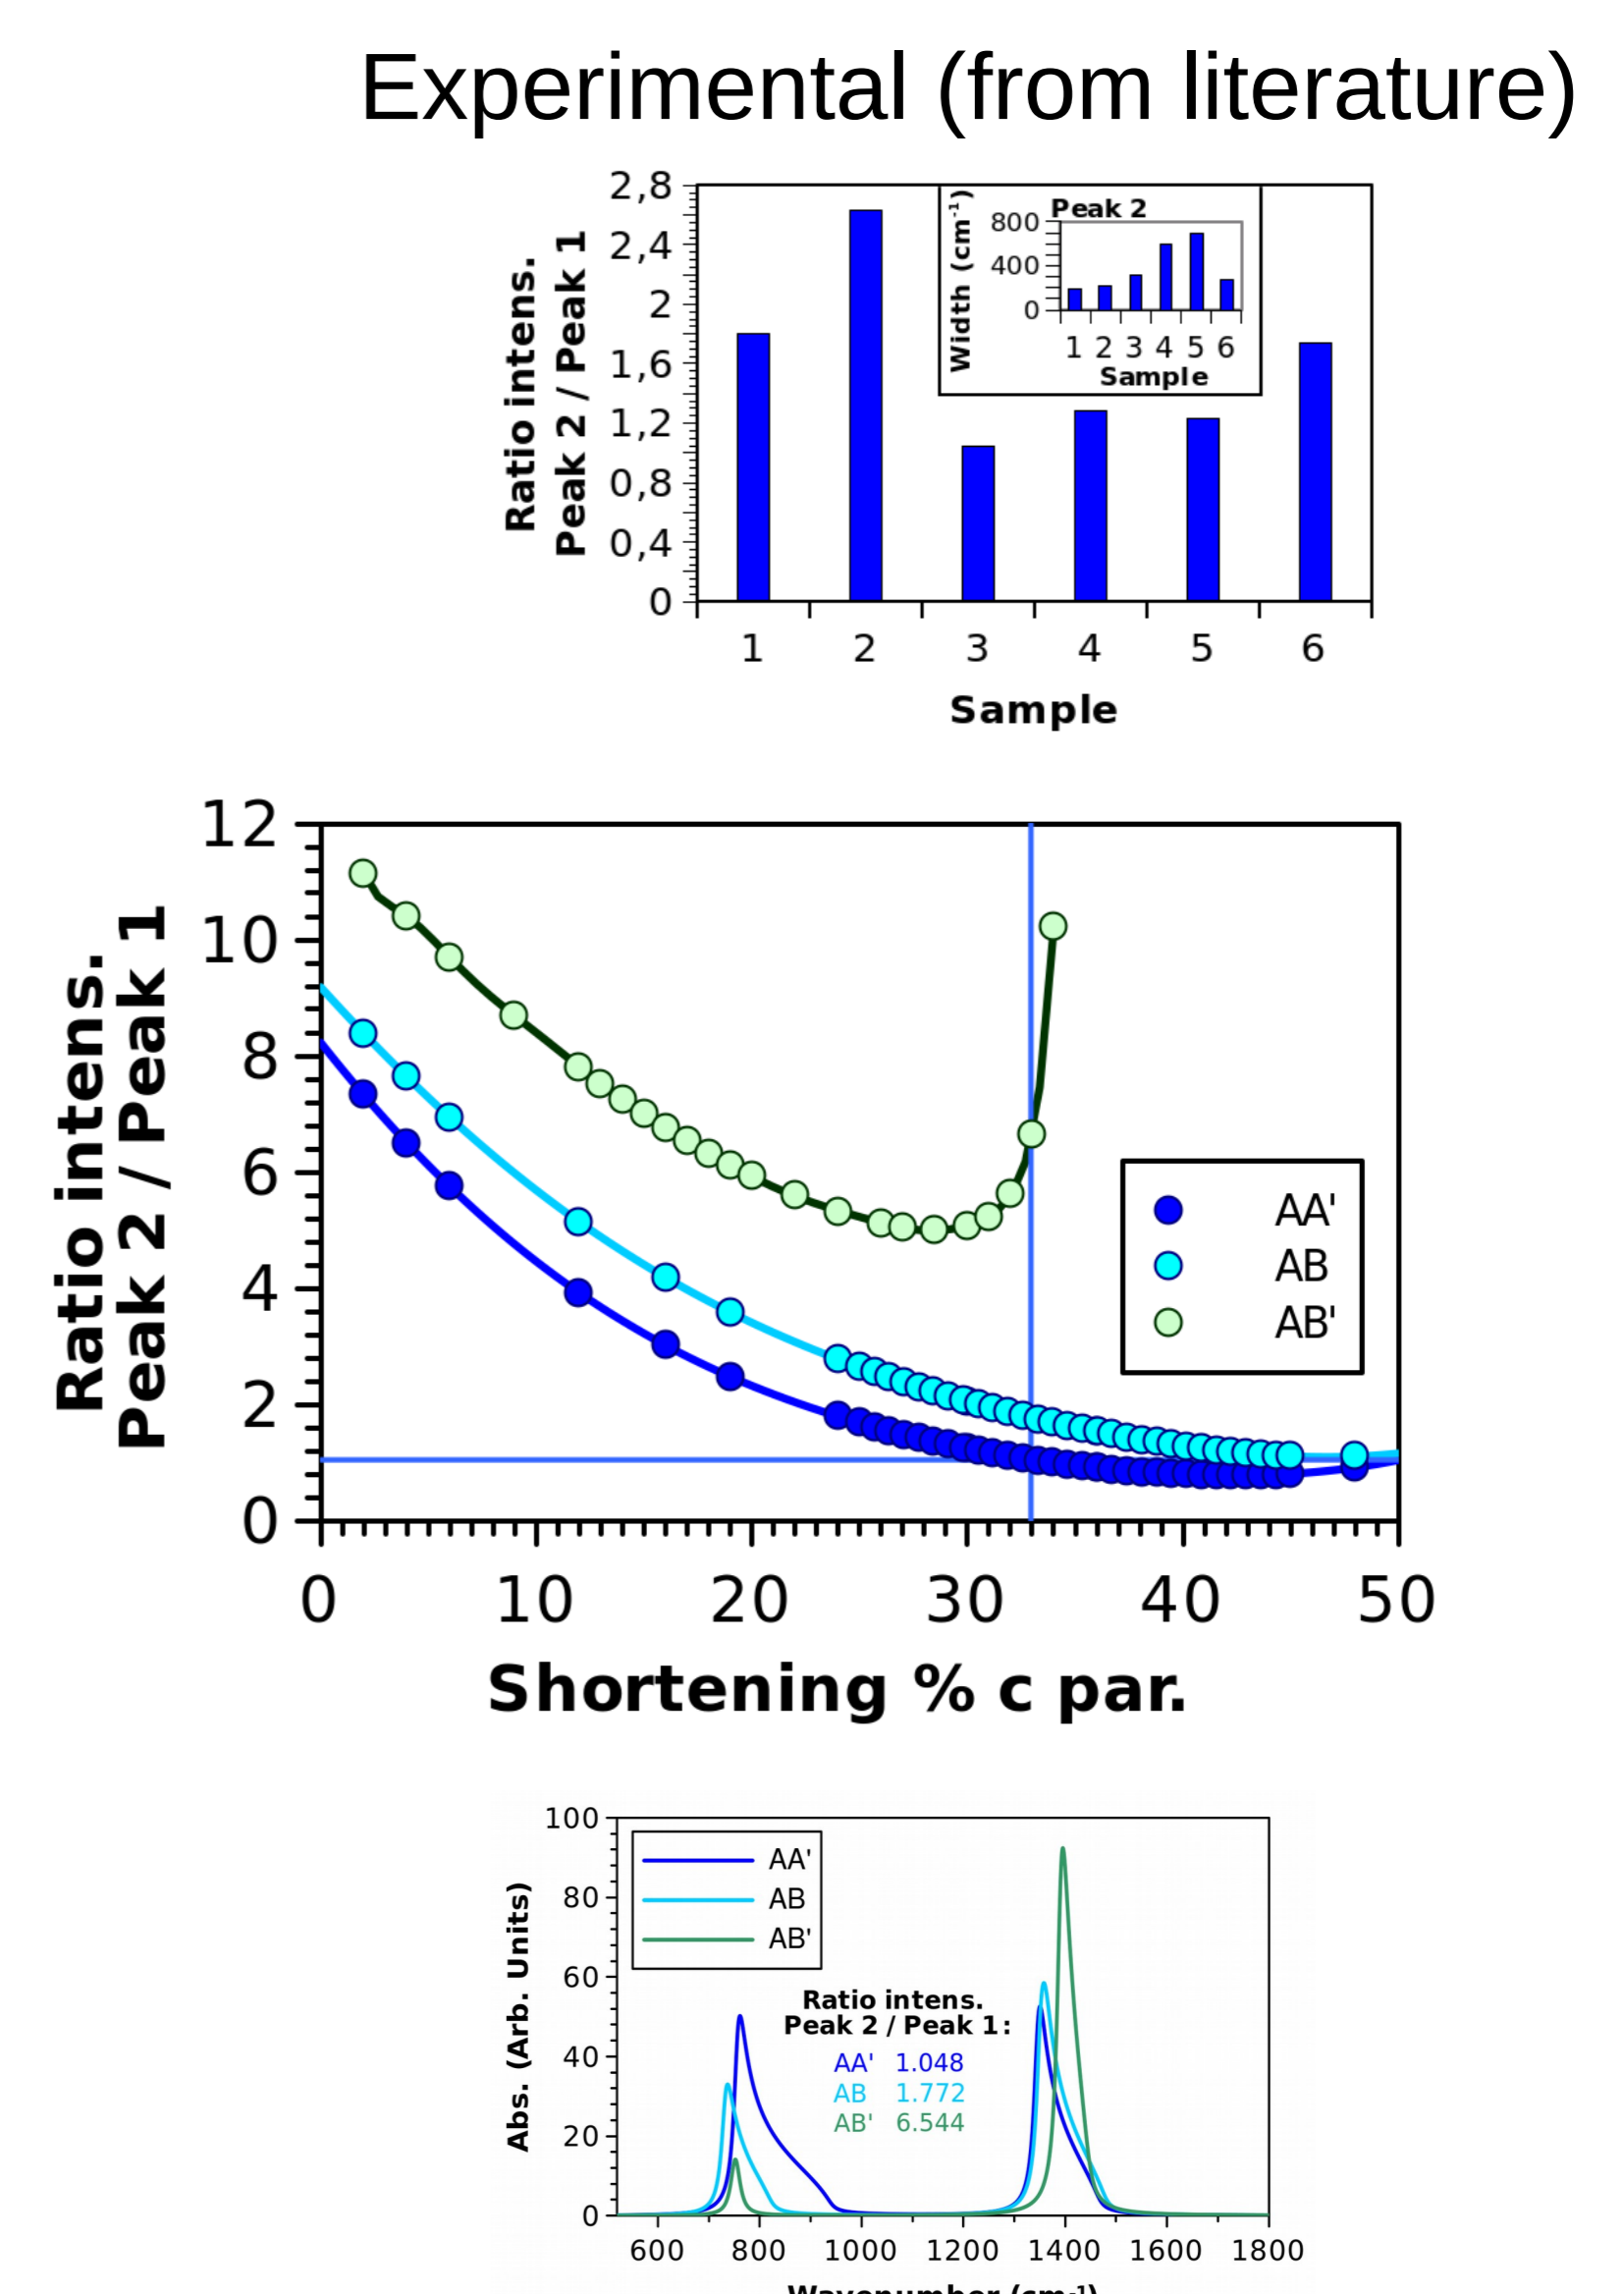 Experimental (from literature)
Ratio intens.
Peak 2 / Peak 1
2,8
2,4
2
1,6
1,2
0,8
0,4
0
1 2 3 4 5 6
Sample
Peak 2
Width (cm-1)
800
400
0
1 2 3 4 5 6
Sample
Ratio intens.
Peak 2 / Peak 1
12
10
8
6
4
2
0
AA'
AB
AB'
0 10 20 30 40 50
Shortening % c par.
Abs. (Arb. Units)
100
80
60
40
20
0
AA'
AB
AB'
Ratio intens.
Peak 2 / Peak 1:
AA' 1.048
AB 1.772
AB' 6.544
600 800 1000 1200 1400 1600 1800
Wavenumber (cm-1)